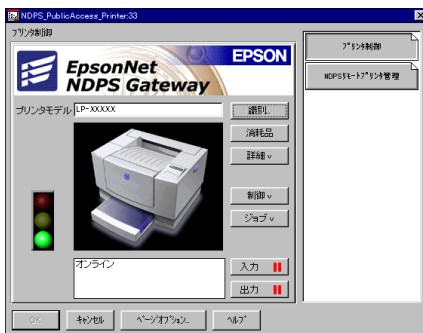 NDPS_PublicAccess_Printer:33
プリンタ制御
EPSON
EpsonNet
NDPS Gateway
プリンタモデル LP-XXXXX
識別...
消耗品
詳細 v
制御 v
ジョブ v
オンライン
入力
出力
プリンタ制御
NDPSリモートプリンタ管理
OK
キャンセル
ページオプション...
ヘルプ